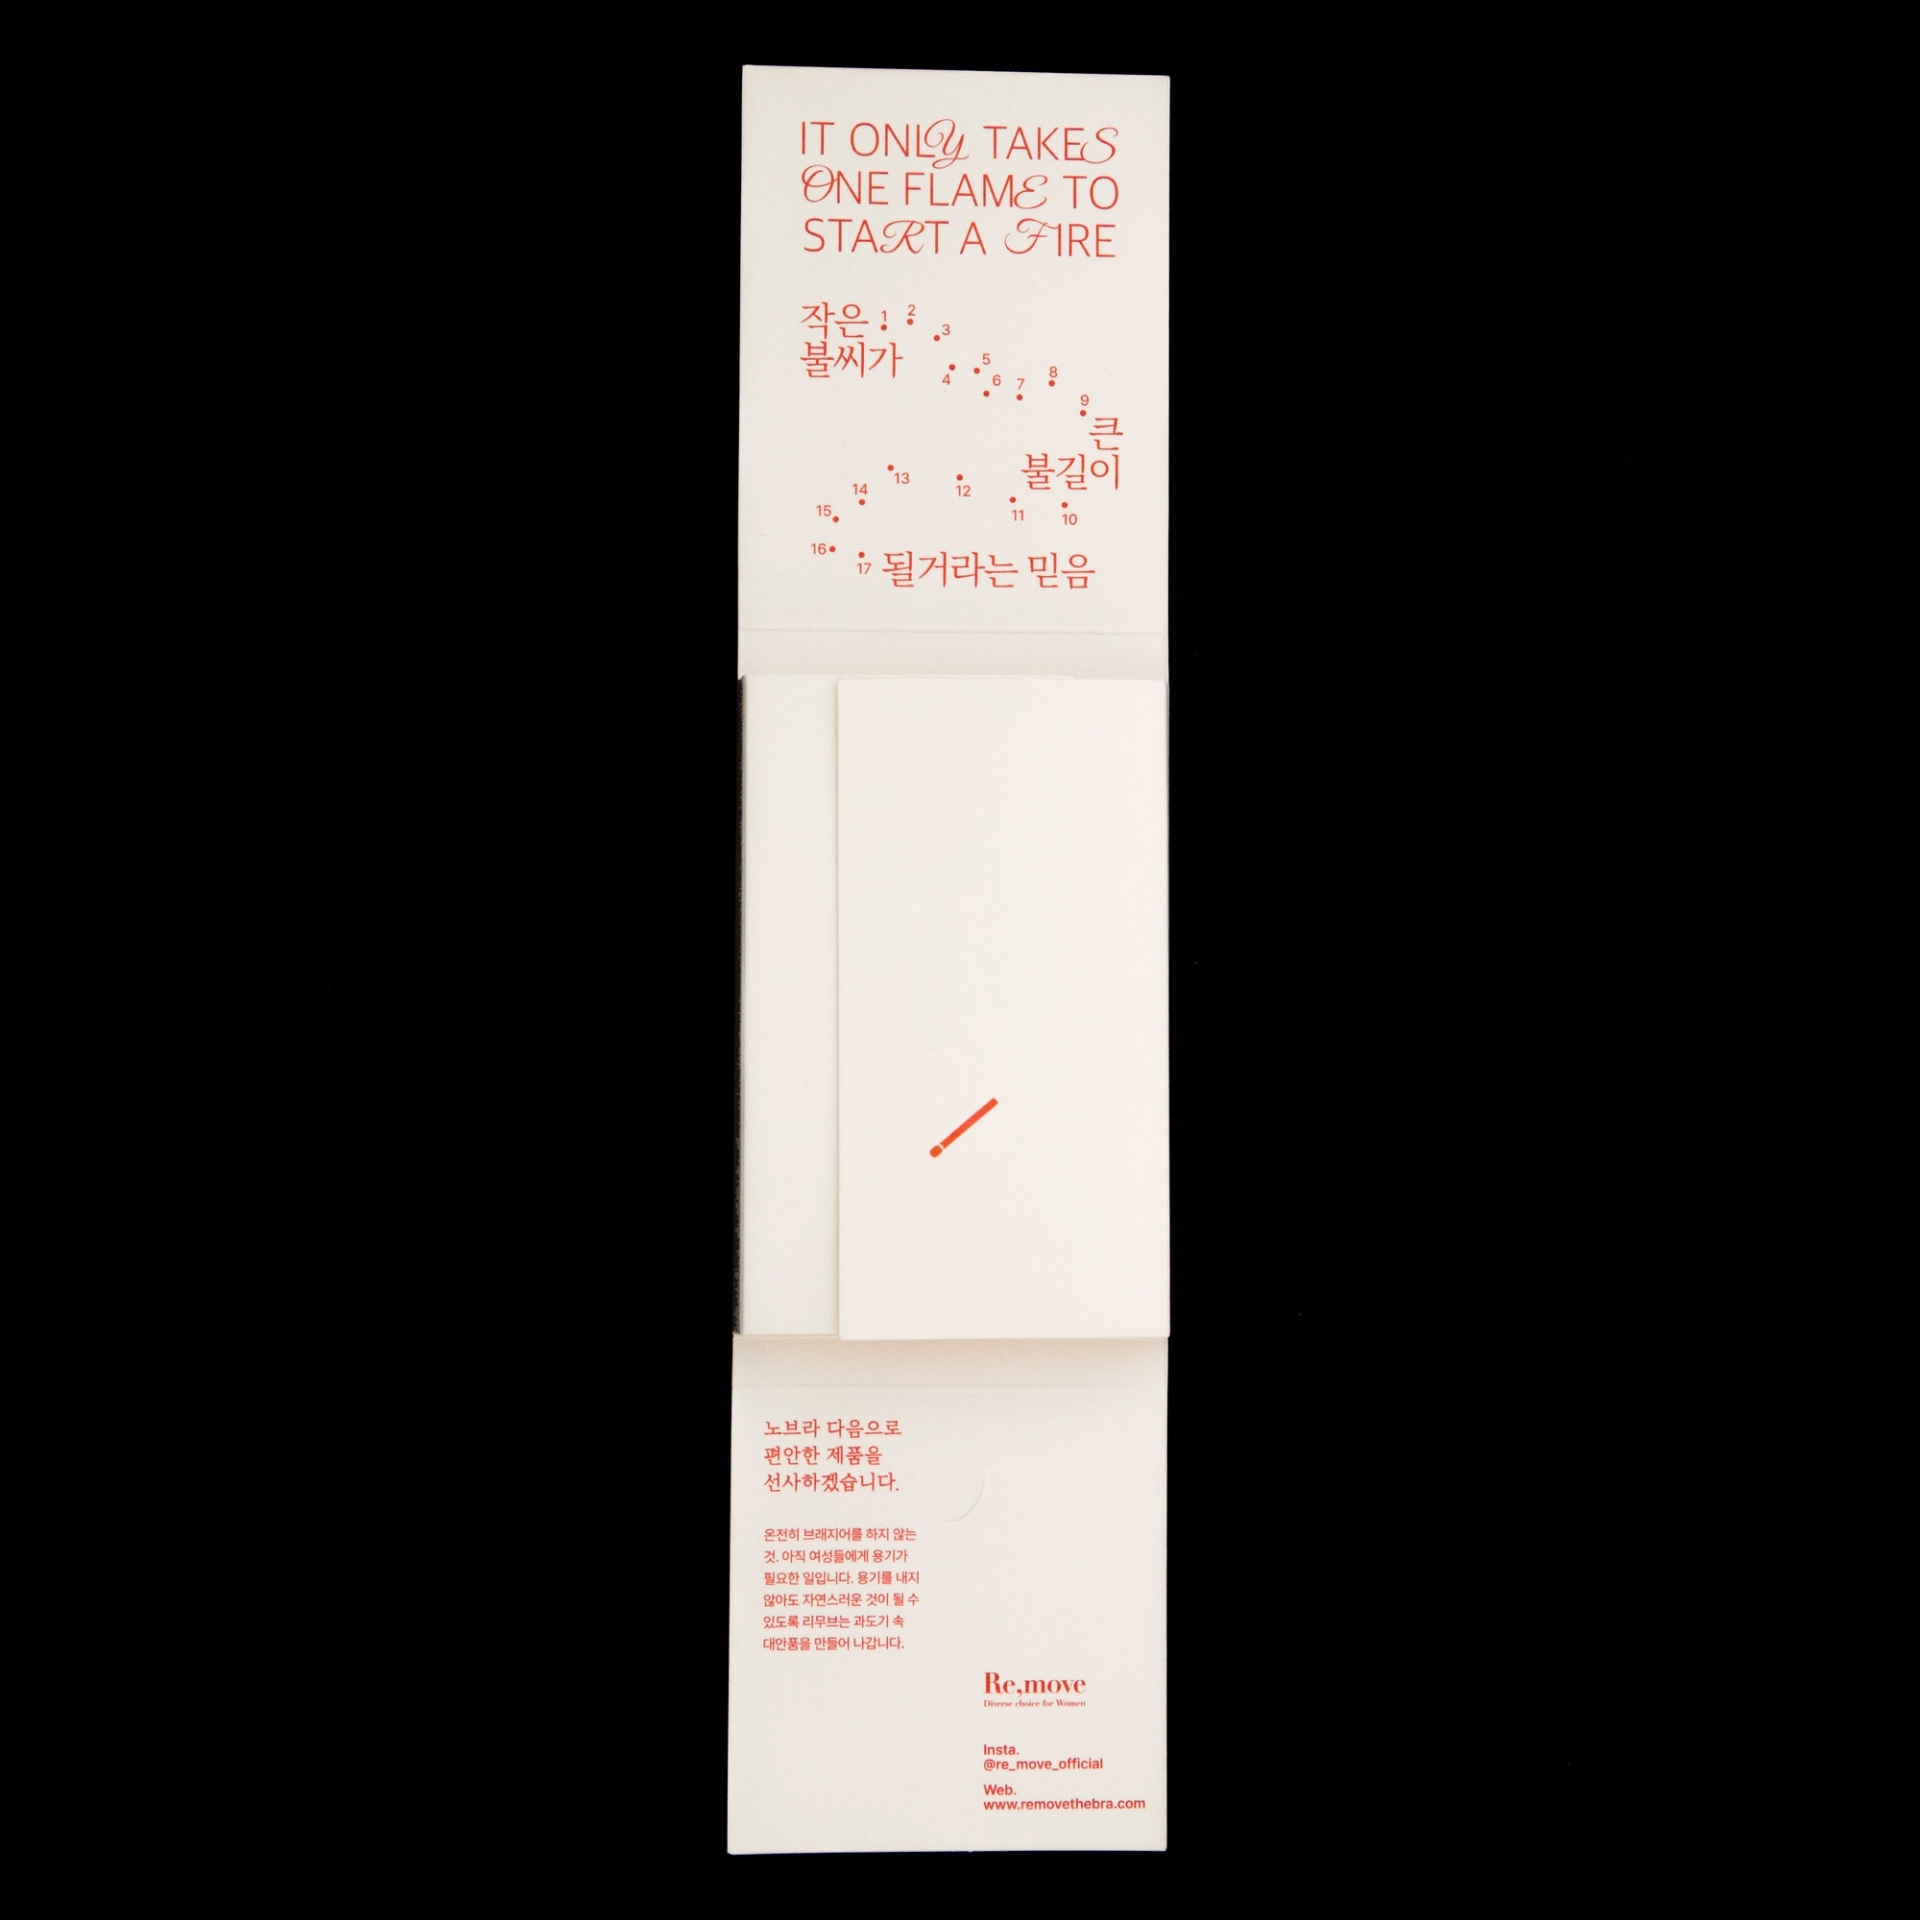 IT ONLY TAKES
ONE FLAME TO
START A FIRE
작은
불씨가
1
2
3
4
5
6
7
8
9
큰
불길이
10
11
12
13
14
15
16
17
될거라는 믿음
노브라 다음으로
편안한 제품을
선사하겠습니다.
온전히 브래지어를 하지 않는
것. 아직 여성들에게 용기가
필요한 일입니다. 용기를 내지
않아도 자연스러운 것이 될 수
있도록 리무브는 과도기 속
대안품을 만들어 나갑니다.
Re,move
Diverse choice for Women
Insta.
@re_move_official
Web.
www.removethebra.com